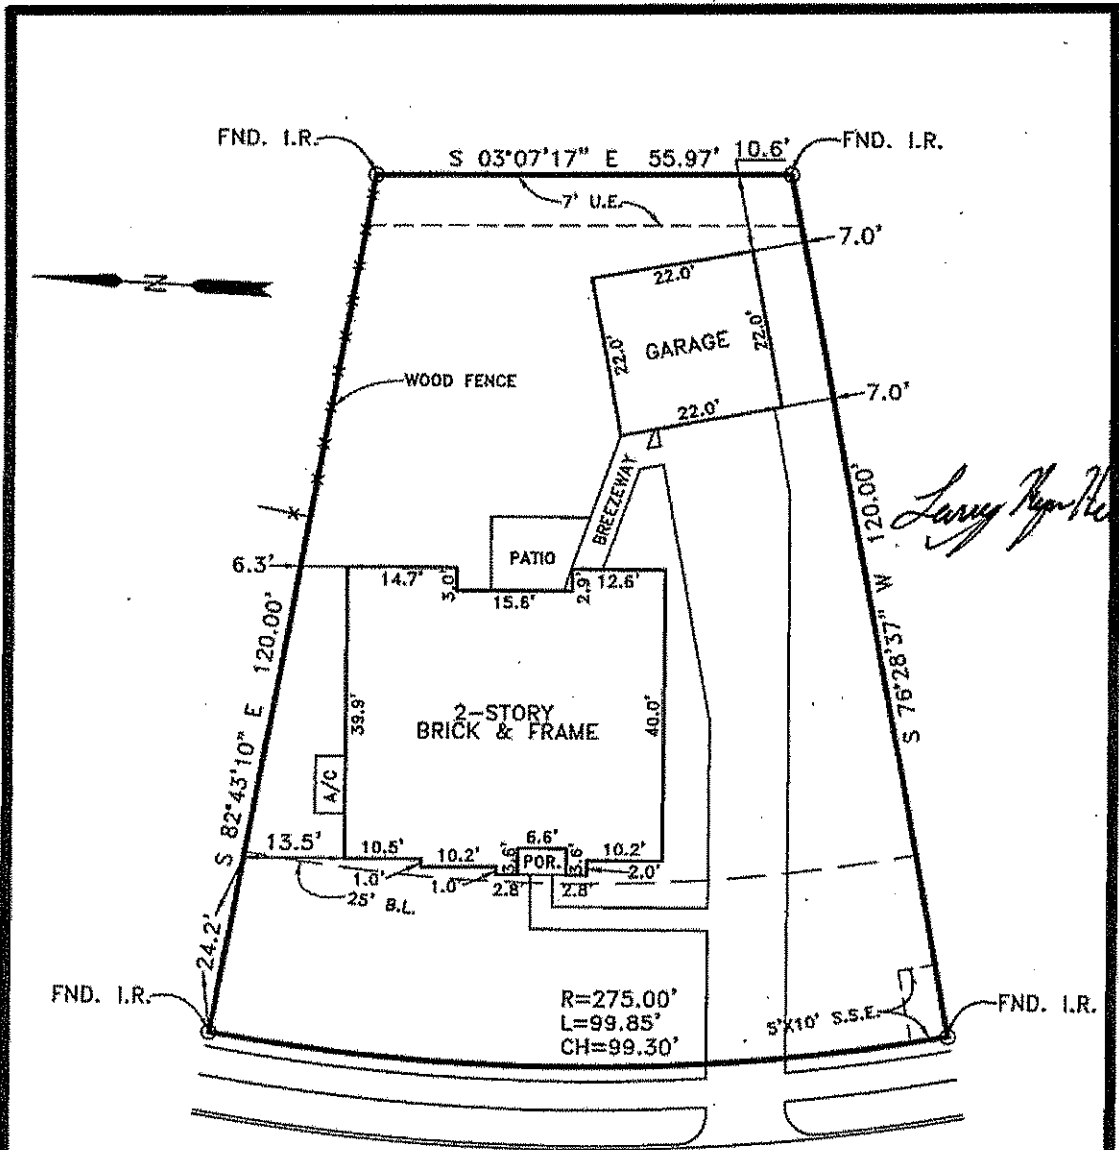 FND. I.R.
FND. I.R.
S 03°07'17" E 55.97'
10.6'
7' U.E.
7.0'
22.0'
N
GARAGE
22.0'
22.0'
WOOD FENCE
22.0'
7.0'
BREEZEWAY
120.00'
S 76°28'37" W
PATIO
6.3'
14.7'
3.0'
15.6'
2.9'
12.6'
S 82°43'10" E 120.00'
39.9'
2-STORY
BRICK & FRAME
40.0'
A/C
13.5'
10.5'
10.2'
6.6'
10.2'
3.6'
POR.
3.6'
1.0'
1.0'
2.8'
2.8'
2.0'
25' B.L.
24.2'
FND. I.R.
R=275.00'
L=99.85'
CH=99.30'
5'X10' S.S.E.
FND. I.R.